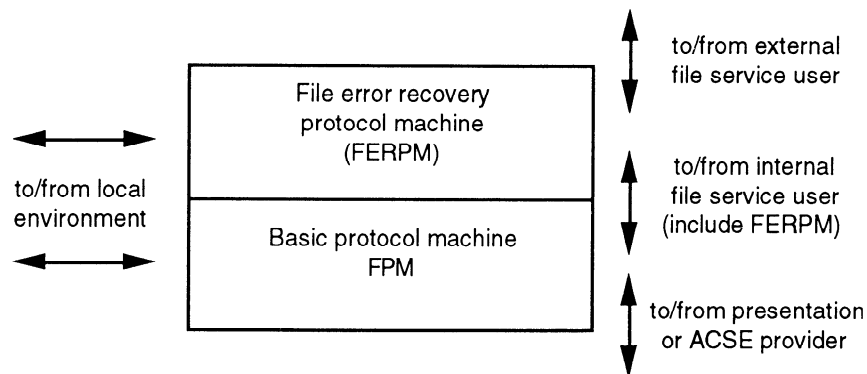 to/from external
file service user
File error recovery
protocol machine
(FERPM)
to/from local
environment
to/from internal
file service user
(include FERPM)
Basic protocol machine
FPM
to/from presentation
or ACSE provider